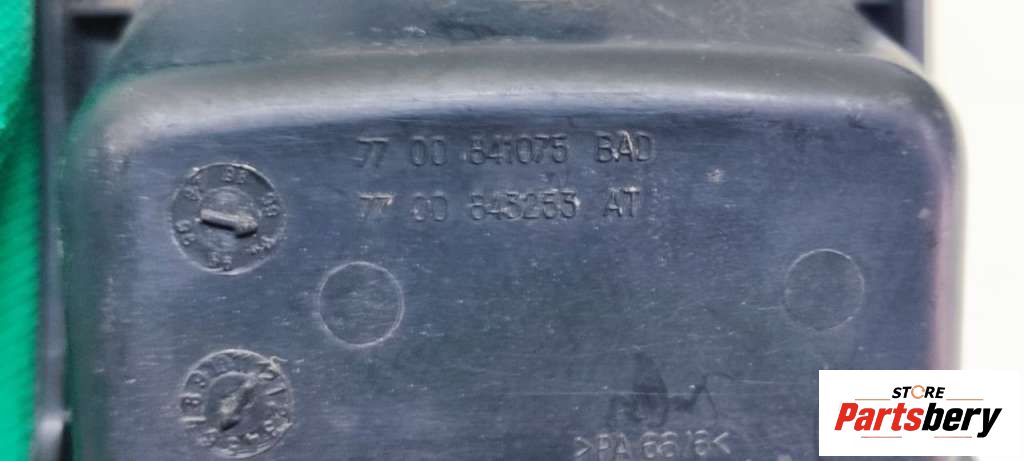 77 00 841075 BAD
77 00 843253 AT
>PA 66/6<
STORE
Partsbery